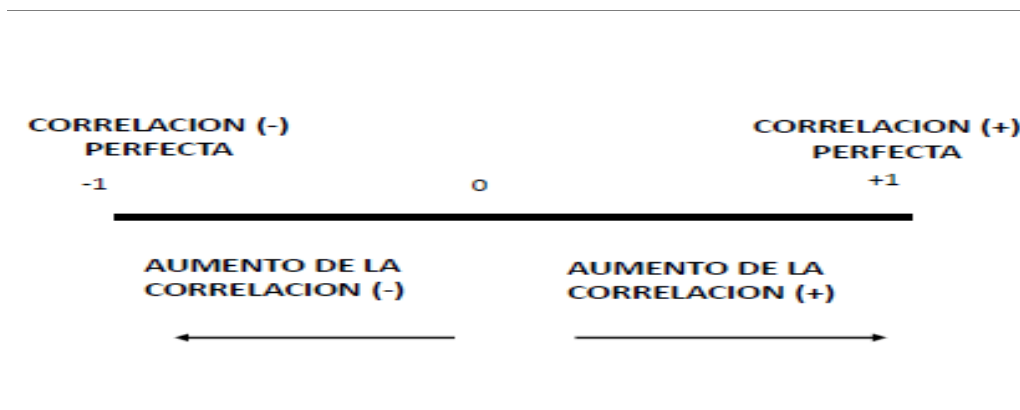 CORRELACION (-)
PERFECTA
CORRELACION (+)
PERFECTA
-1
0
+1
AUMENTO DE LA
CORRELACION (-)
AUMENTO DE LA
CORRELACION (+)